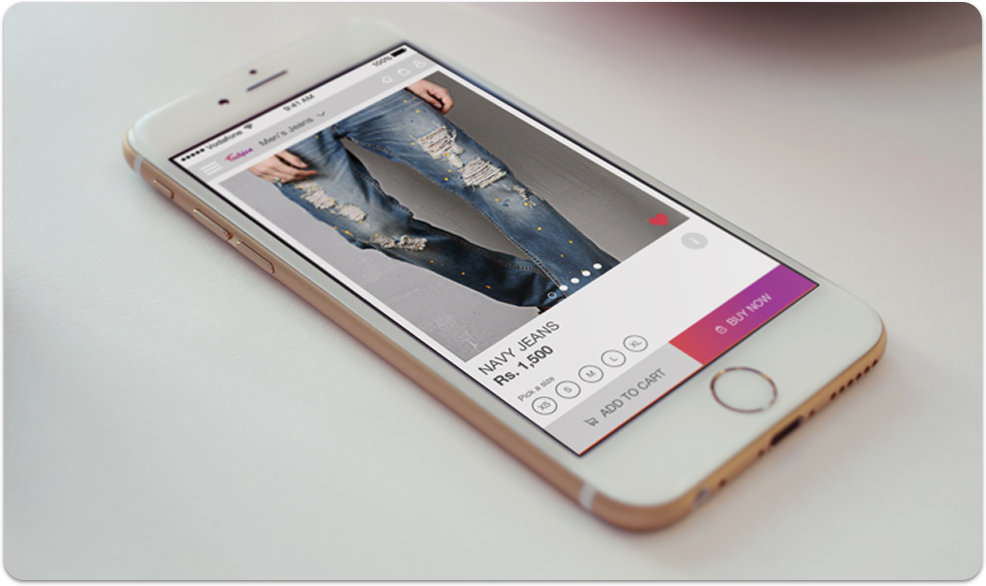 Vodafone 9:41 AM 100%
Men's Jeans
NAVY JEANS
Rs. 1,500
Pick a size
XS S M L XL
ADD TO CART BUY NOW